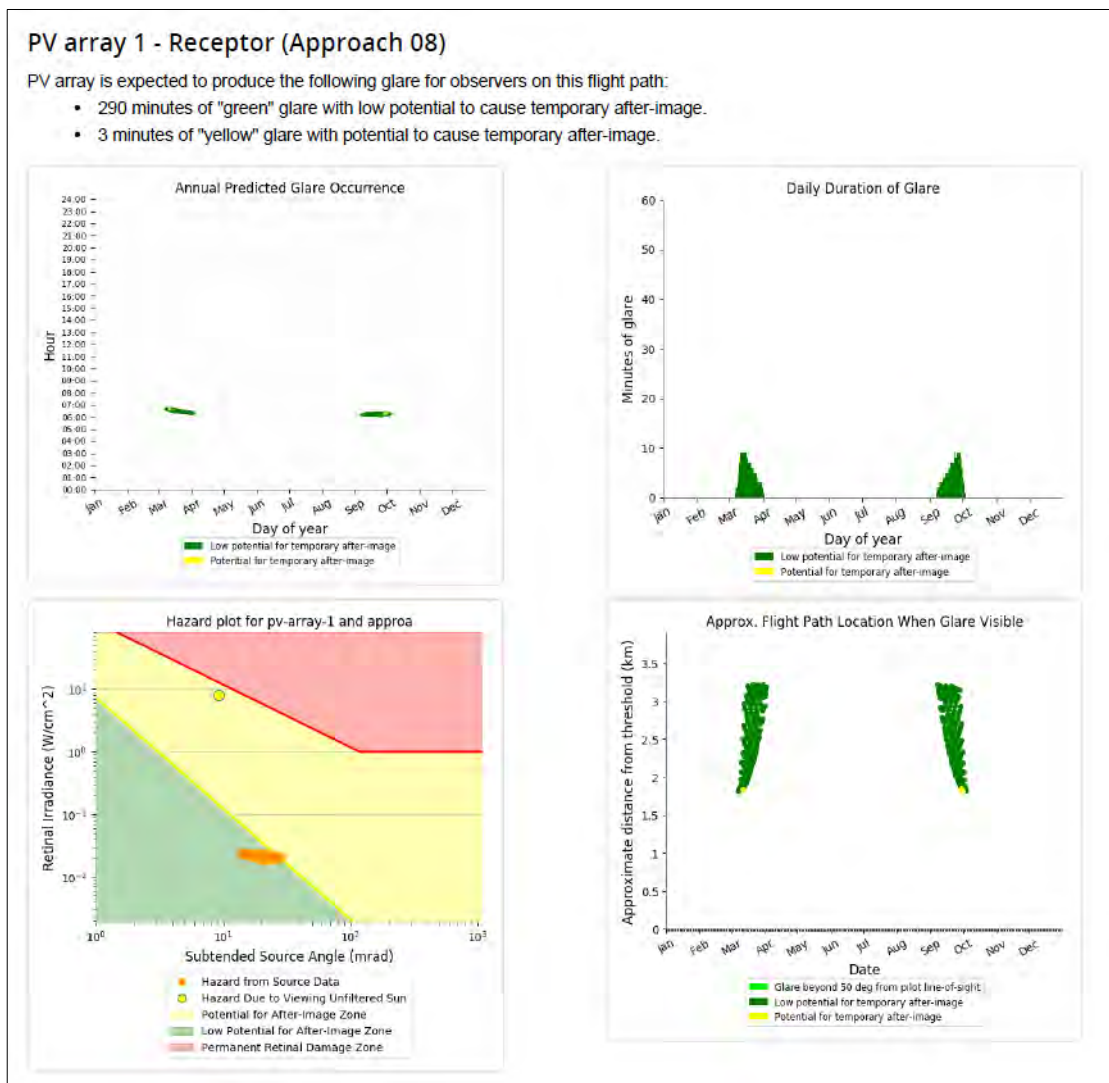 PV array 1 - Receptor (Approach 08)
PV array is expected to produce the following glare for observers on this flight path:
• 290 minutes of "green" glare with low potential to cause temporary after-image.
• 3 minutes of "yellow" glare with potential to cause temporary after-image.
Annual Predicted Glare Occurrence
24:00
23:00
22:00
21:00
20:00
19:00
18:00
17:00
16:00
15:00
14:00
13:00
12:00
11:00
10:00
09:00
08:00
07:00
06:00
05:00
04:00
03:00
02:00
01:00
00:00
Hour
Jan Feb Mar Apr May Jun Jul Aug Sep Oct Nov Dec
Day of year
Low potential for temporary after-image
Potential for temporary after-image
Daily Duration of Glare
60
50
40
30
20
10
0
Minutes of glare
Jan Feb Mar Apr May Jun Jul Aug Sep Oct Nov Dec
Day of year
Low potential for temporary after-image
Potential for temporary after-image
Hazard plot for pv-array-1 and approa
10^1
10^0
10^-1
10^-2
Retinal Irradiance (W/cm^2)
10^0 10^1 10^2 10^3
Subtended Source Angle (mrad)
Hazard from Source Data
Hazard Due to Viewing Unfiltered Sun
Potential for After-Image Zone
Low Potential for After-Image Zone
Permanent Retinal Damage Zone
Approx. Flight Path Location When Glare Visible
3.5
3
2.5
2
1.5
1
0.5
0
Approximate distance from threshold (km)
Jan Feb Mar Apr May Jun Jul Aug Sep Oct Nov Dec
Date
Glare beyond 50 deg from pilot line-of-sight
Low potential for temporary after-image
Potential for temporary after-image